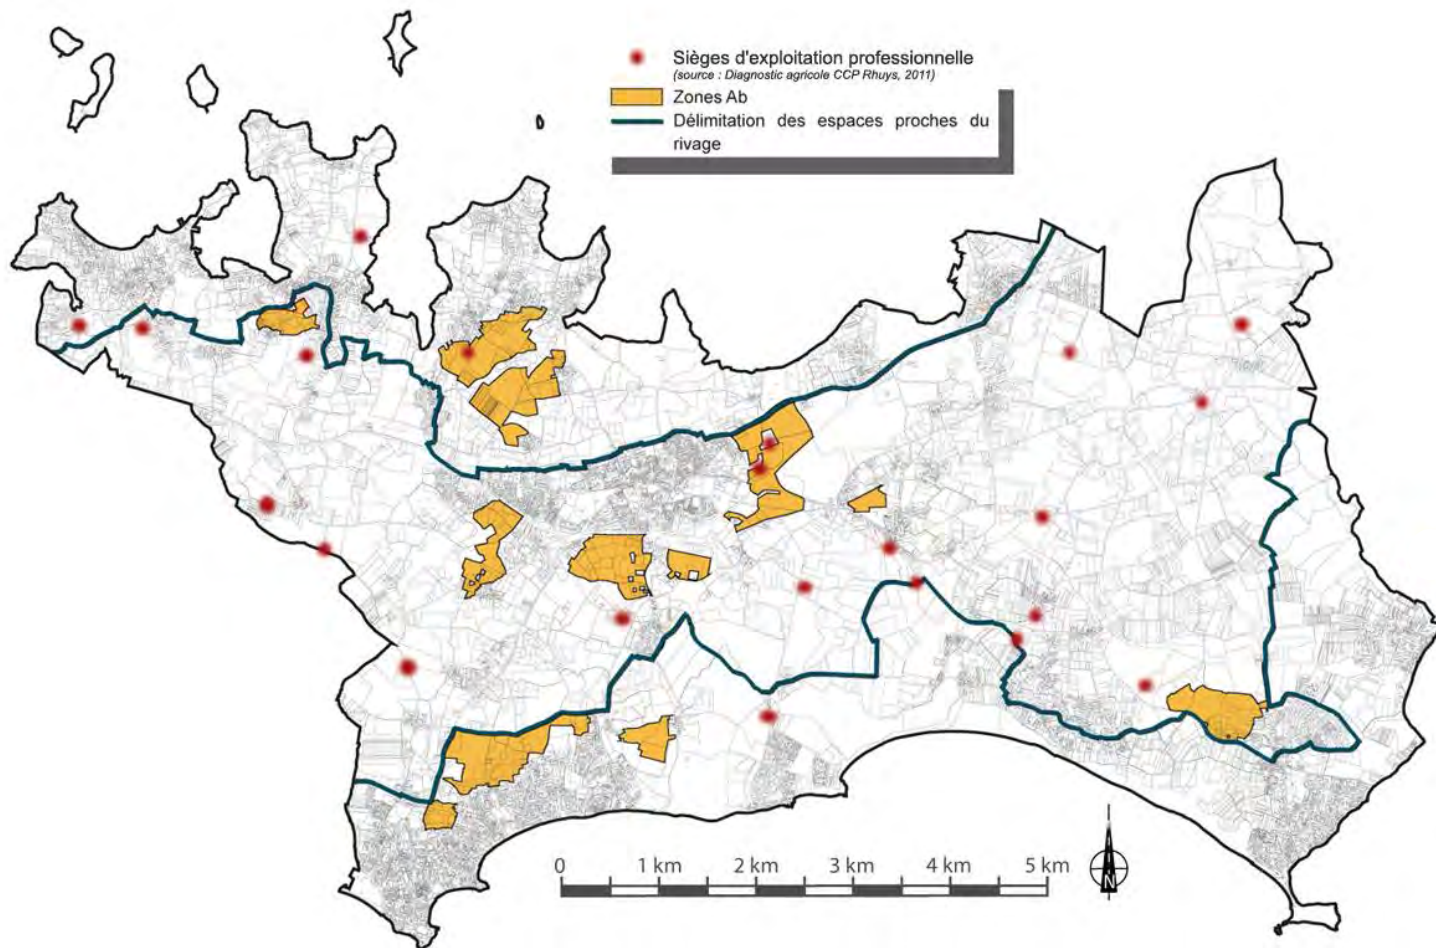 Sièges d'exploitation professionnelle
(source : Diagnostic agricole CCP Rhuys, 2011)
Zones Ab
Délimitation des espaces proches du
rivage
0 1 km 2 km 3 km 4 km 5 km
N